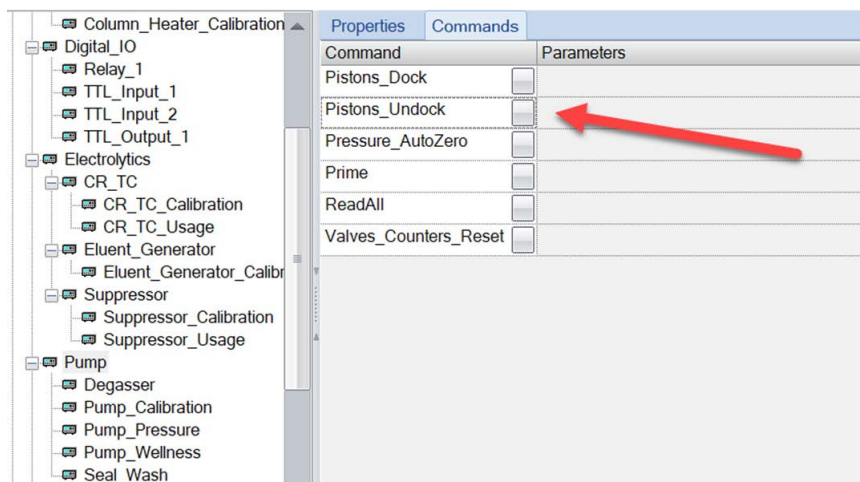 Column_Heater_Calibration
Digital_IO
Relay_1
TTL_Input_1
TTL_Input_2
TTL_Output_1
Electrolytics
CR_TC
CR_TC_Calibration
CR_TC_Usage
Eluent_Generator
Eluent_Generator_Calibr
Suppressor
Suppressor_Calibration
Suppressor_Usage
Pump
Degasser
Pump_Calibration
Pump_Pressure
Pump_Wellness
Seal_Wash
Properties Commands
Command Parameters
Pistons_Dock
Pistons_Undock
Pressure_AutoZero
Prime
ReadAll
Valves_Counters_Reset